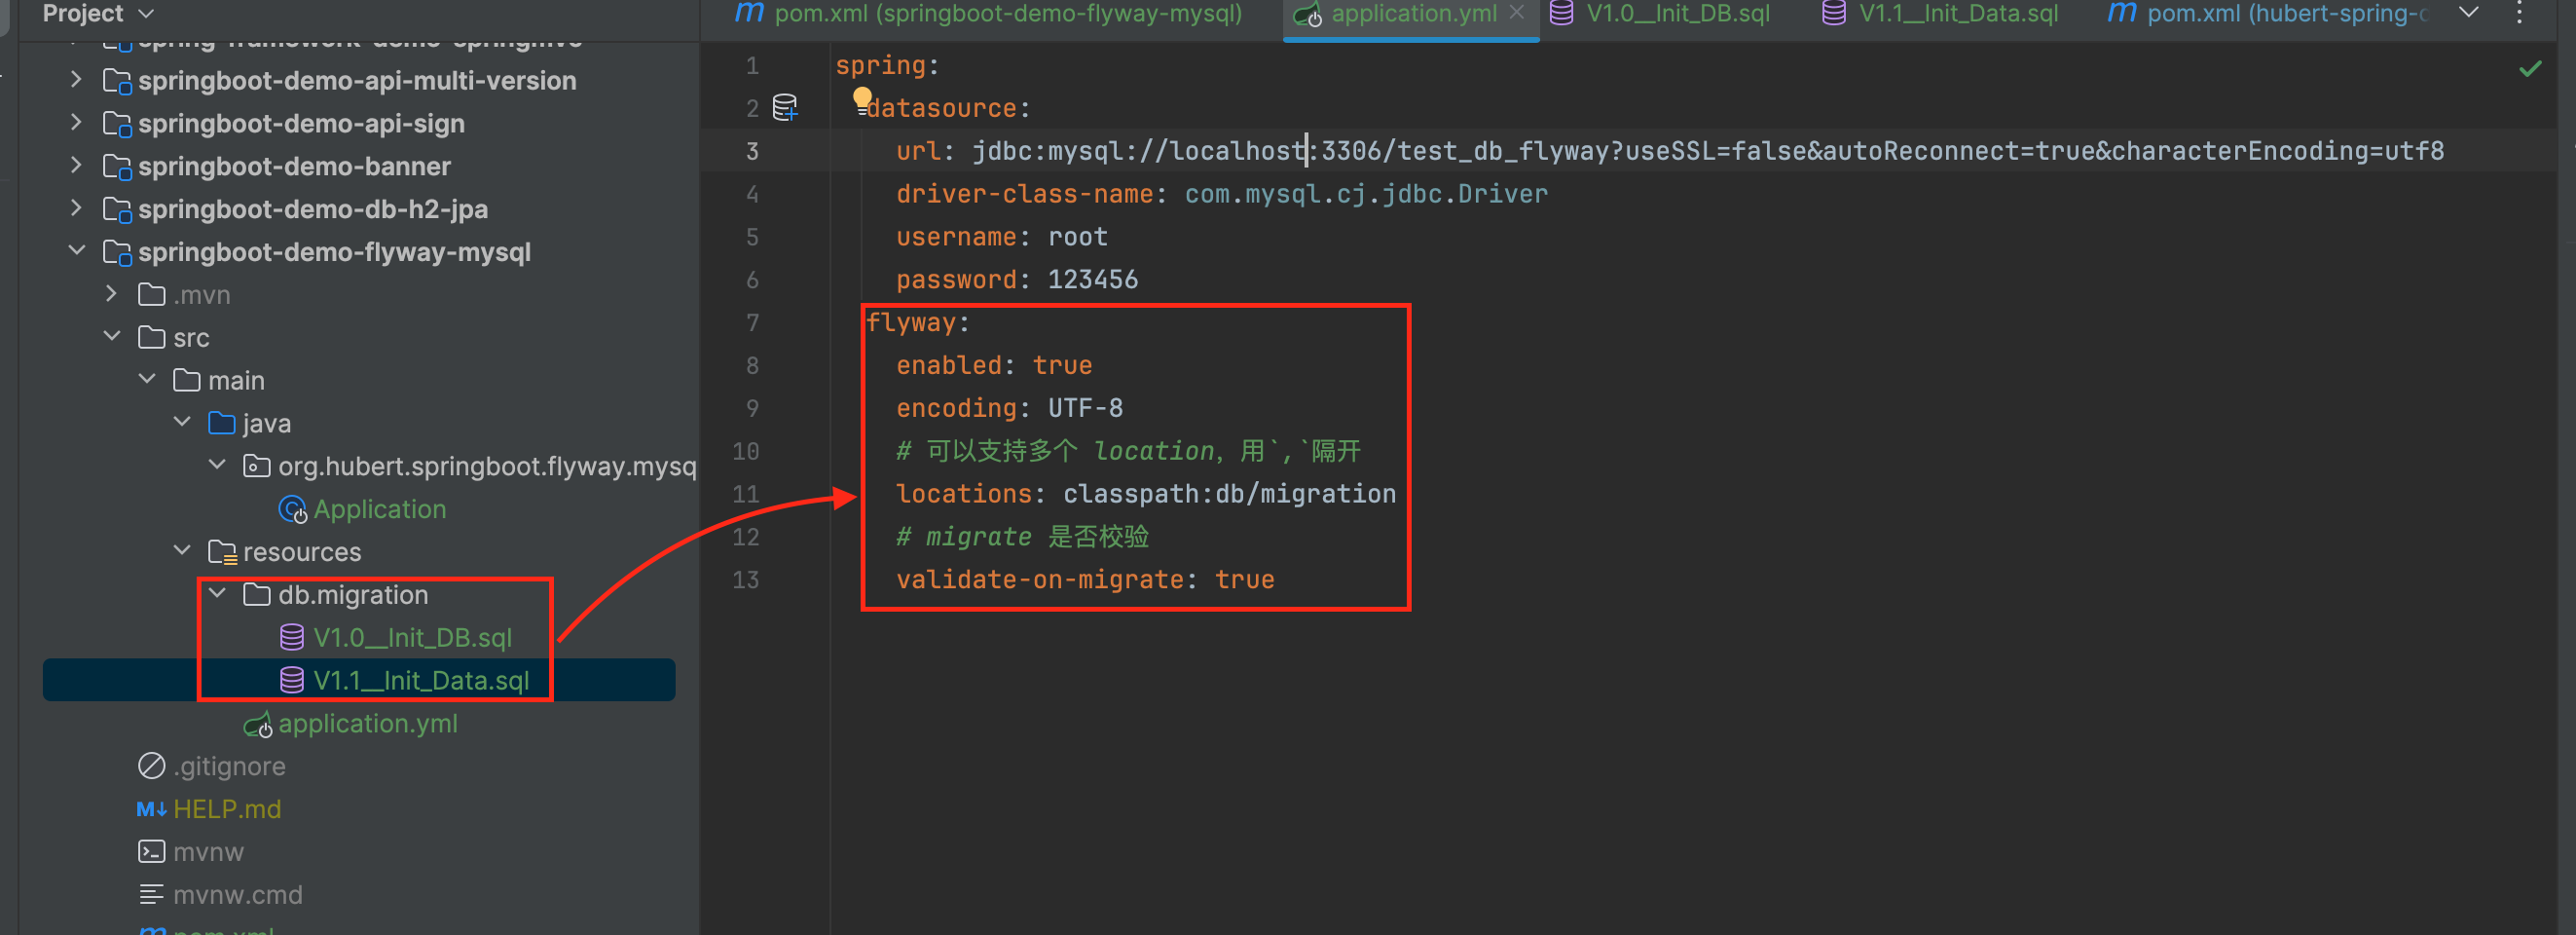 Project
pom.xml (springboot-demo-flyway-mysql)
application.yml
V1.0__Init_DB.sql
V1.1__Init_Data.sql
pom.xml (hubert-spring-
springboot-demo-api-multi-version
springboot-demo-api-sign
springboot-demo-banner
springboot-demo-db-h2-jpa
springboot-demo-flyway-mysql
.mvn
src
main
java
org.hubert.springboot.flyway.mysq
Application
resources
db.migration
V1.0__Init_DB.sql
V1.1__Init_Data.sql
application.yml
.gitignore
M↓ HELP.md
mvnw
mvnw.cmd
pom.xml
1 spring:
2 datasource:
3 url: jdbc:mysql://localhost:3306/test_db_flyway?useSSL=false&autoReconnect=true&characterEncoding=utf8
4 driver-class-name: com.mysql.cj.jdbc.Driver
5 username: root
6 password: 123456
7 flyway:
8 enabled: true
9 encoding: UTF-8
10 # 可以支持多个 location，用`,`隔开
11 locations: classpath:db/migration
12 # migrate 是否校验
13 validate-on-migrate: true